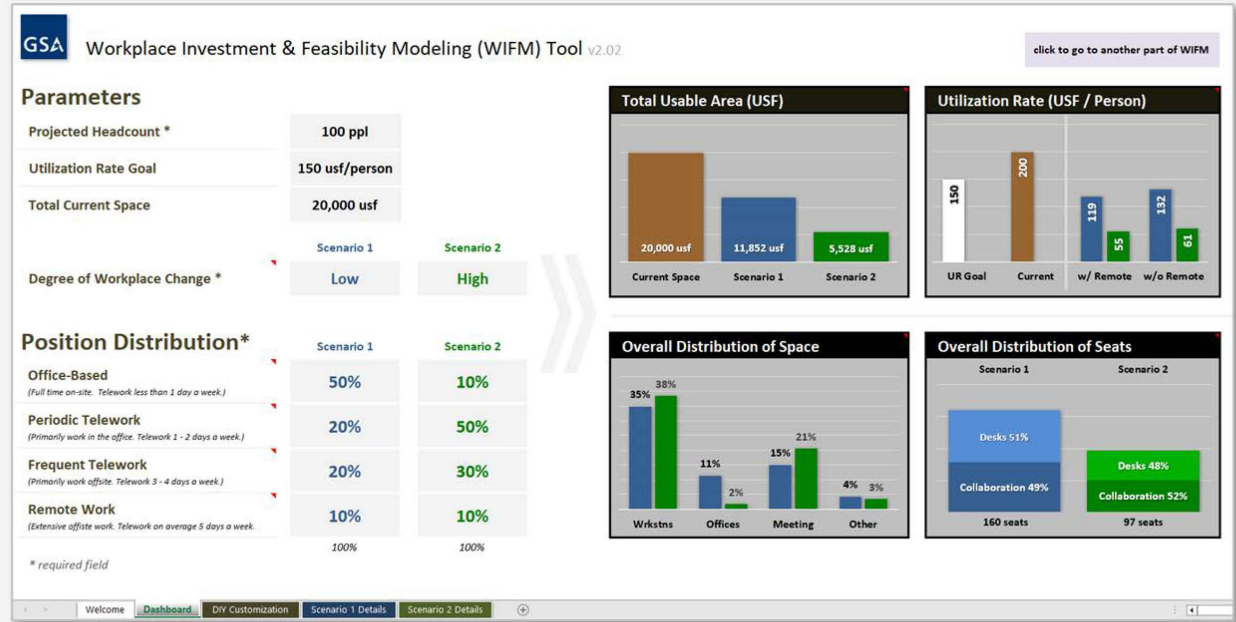 GSA
Workplace Investment & Feasibility Modeling (WIFM) Tool v2.02
click to go to another part of WIFM
Parameters
Projected Headcount *
100 ppl
Utilization Rate Goal
150 usf/person
Total Current Space
20,000 usf
Scenario 1
Scenario 2
Degree of Workplace Change *
Low
High
Position Distribution*
Scenario 1
Scenario 2
Office-Based
(Full time on-site. Telework less than 1 day a week.)
50%
10%
Periodic Telework
(Primarily work in the office. Telework 1 - 2 days a week.)
20%
50%
Frequent Telework
(Primarily work offsite. Telework 3 - 4 days a week.)
20%
30%
Remote Work
(Extensive offiste work. Telework on average 5 days a week.
10%
10%
100%
100%
* required field
Total Usable Area (USF)
20,000 usf
11,852 usf
5,528 usf
Current Space
Scenario 1
Scenario 2
Utilization Rate (USF / Person)
150
200
119
55
132
61
UR Goal
Current
w/ Remote
w/o Remote
Overall Distribution of Space
35%
38%
11%
2%
15%
21%
4%
3%
Wrkstns
Offices
Meeting
Other
Overall Distribution of Seats
Scenario 1
Scenario 2
Desks 51%
Collaboration 49%
Desks 48%
Collaboration 52%
160 seats
97 seats
Welcome
Dashboard
DIY Customization
Scenario 1 Details
Scenario 2 Details